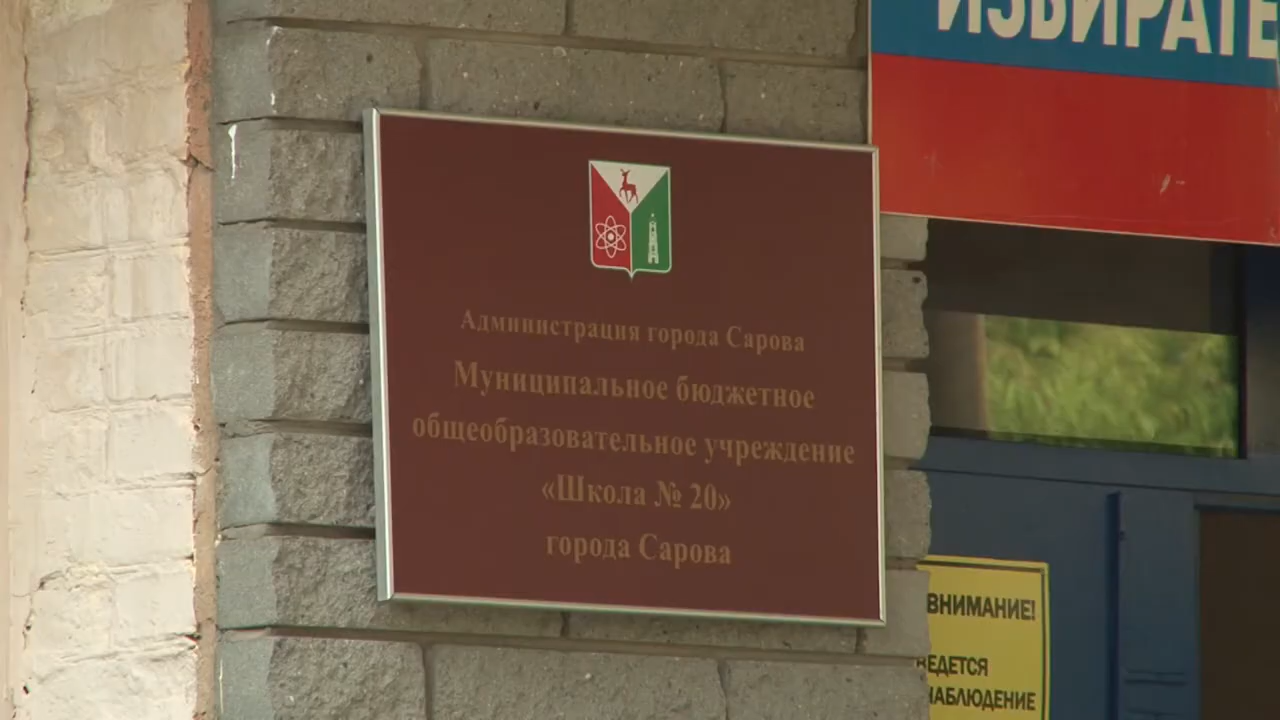 ИЗБИРАТЕ
Администрация города Сарова
Муниципальное бюджетное
общеобразовательное учреждение
«Школа № 20»
города Сарова
ВНИМАНИЕ!
ВЕДЕТСЯ
НАБЛЮДЕНИЕ